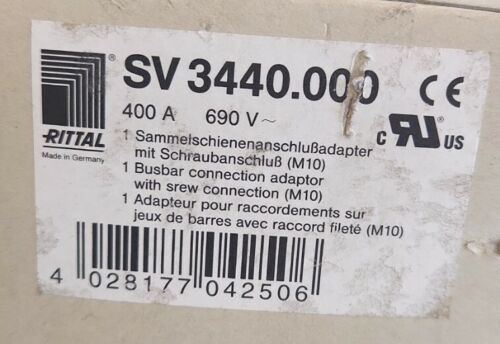 SV 3440.000
400 A 690 V~
RITTAL
Made in Germany
c RU US
1 Sammelschienenanschlußadapter
mit Schraubanschluß (M10)
1 Busbar connection adaptor
with srew connection (M10)
1 Adapteur pour raccordements sur
jeux de barres avec raccord fileté (M10)
4 028177 042506
CE